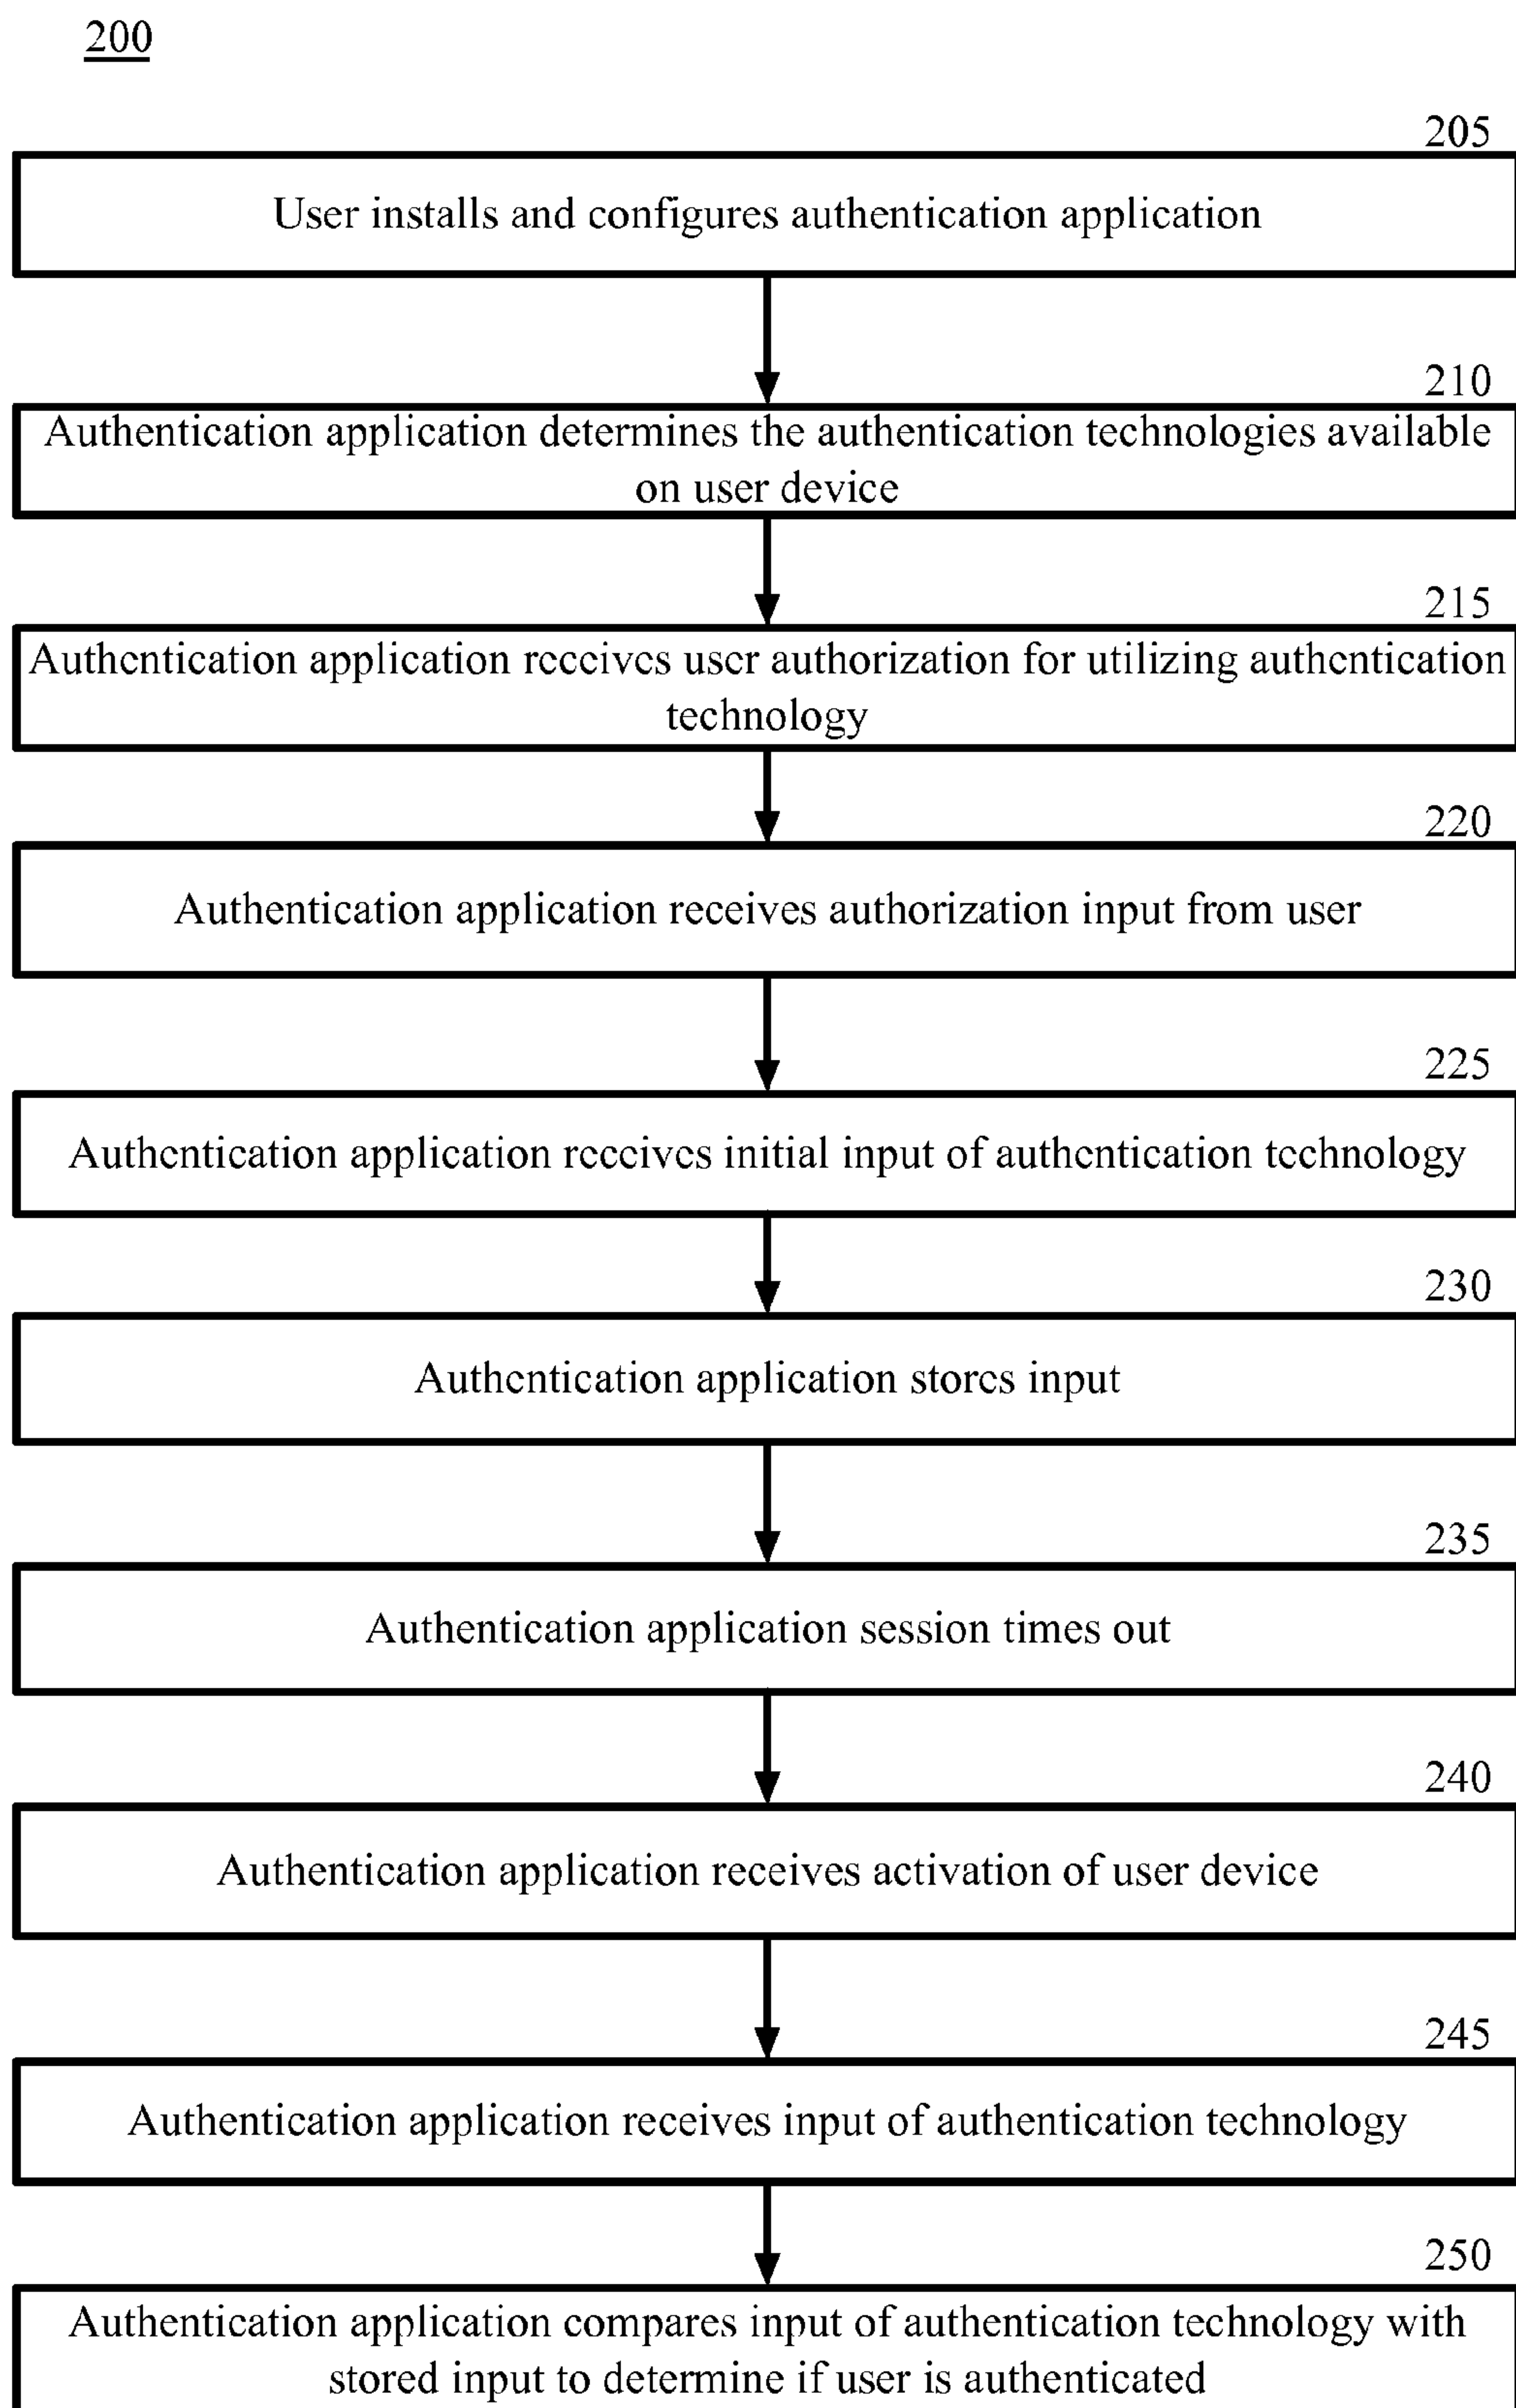 200
205
User installs and configures authentication application
210
Authentication application determines the authentication technologies available
on user device
215
Authentication application receives user authorization for utilizing authentication
technology
220
Authentication application receives authorization input from user
225
Authentication application receives initial input of authentication technology
230
Authentication application stores input
235
Authentication application session times out
240
Authentication application receives activation of user device
245
Authentication application receives input of authentication technology
250
Authentication application compares input of authentication technology with
stored input to determine if user is authenticated